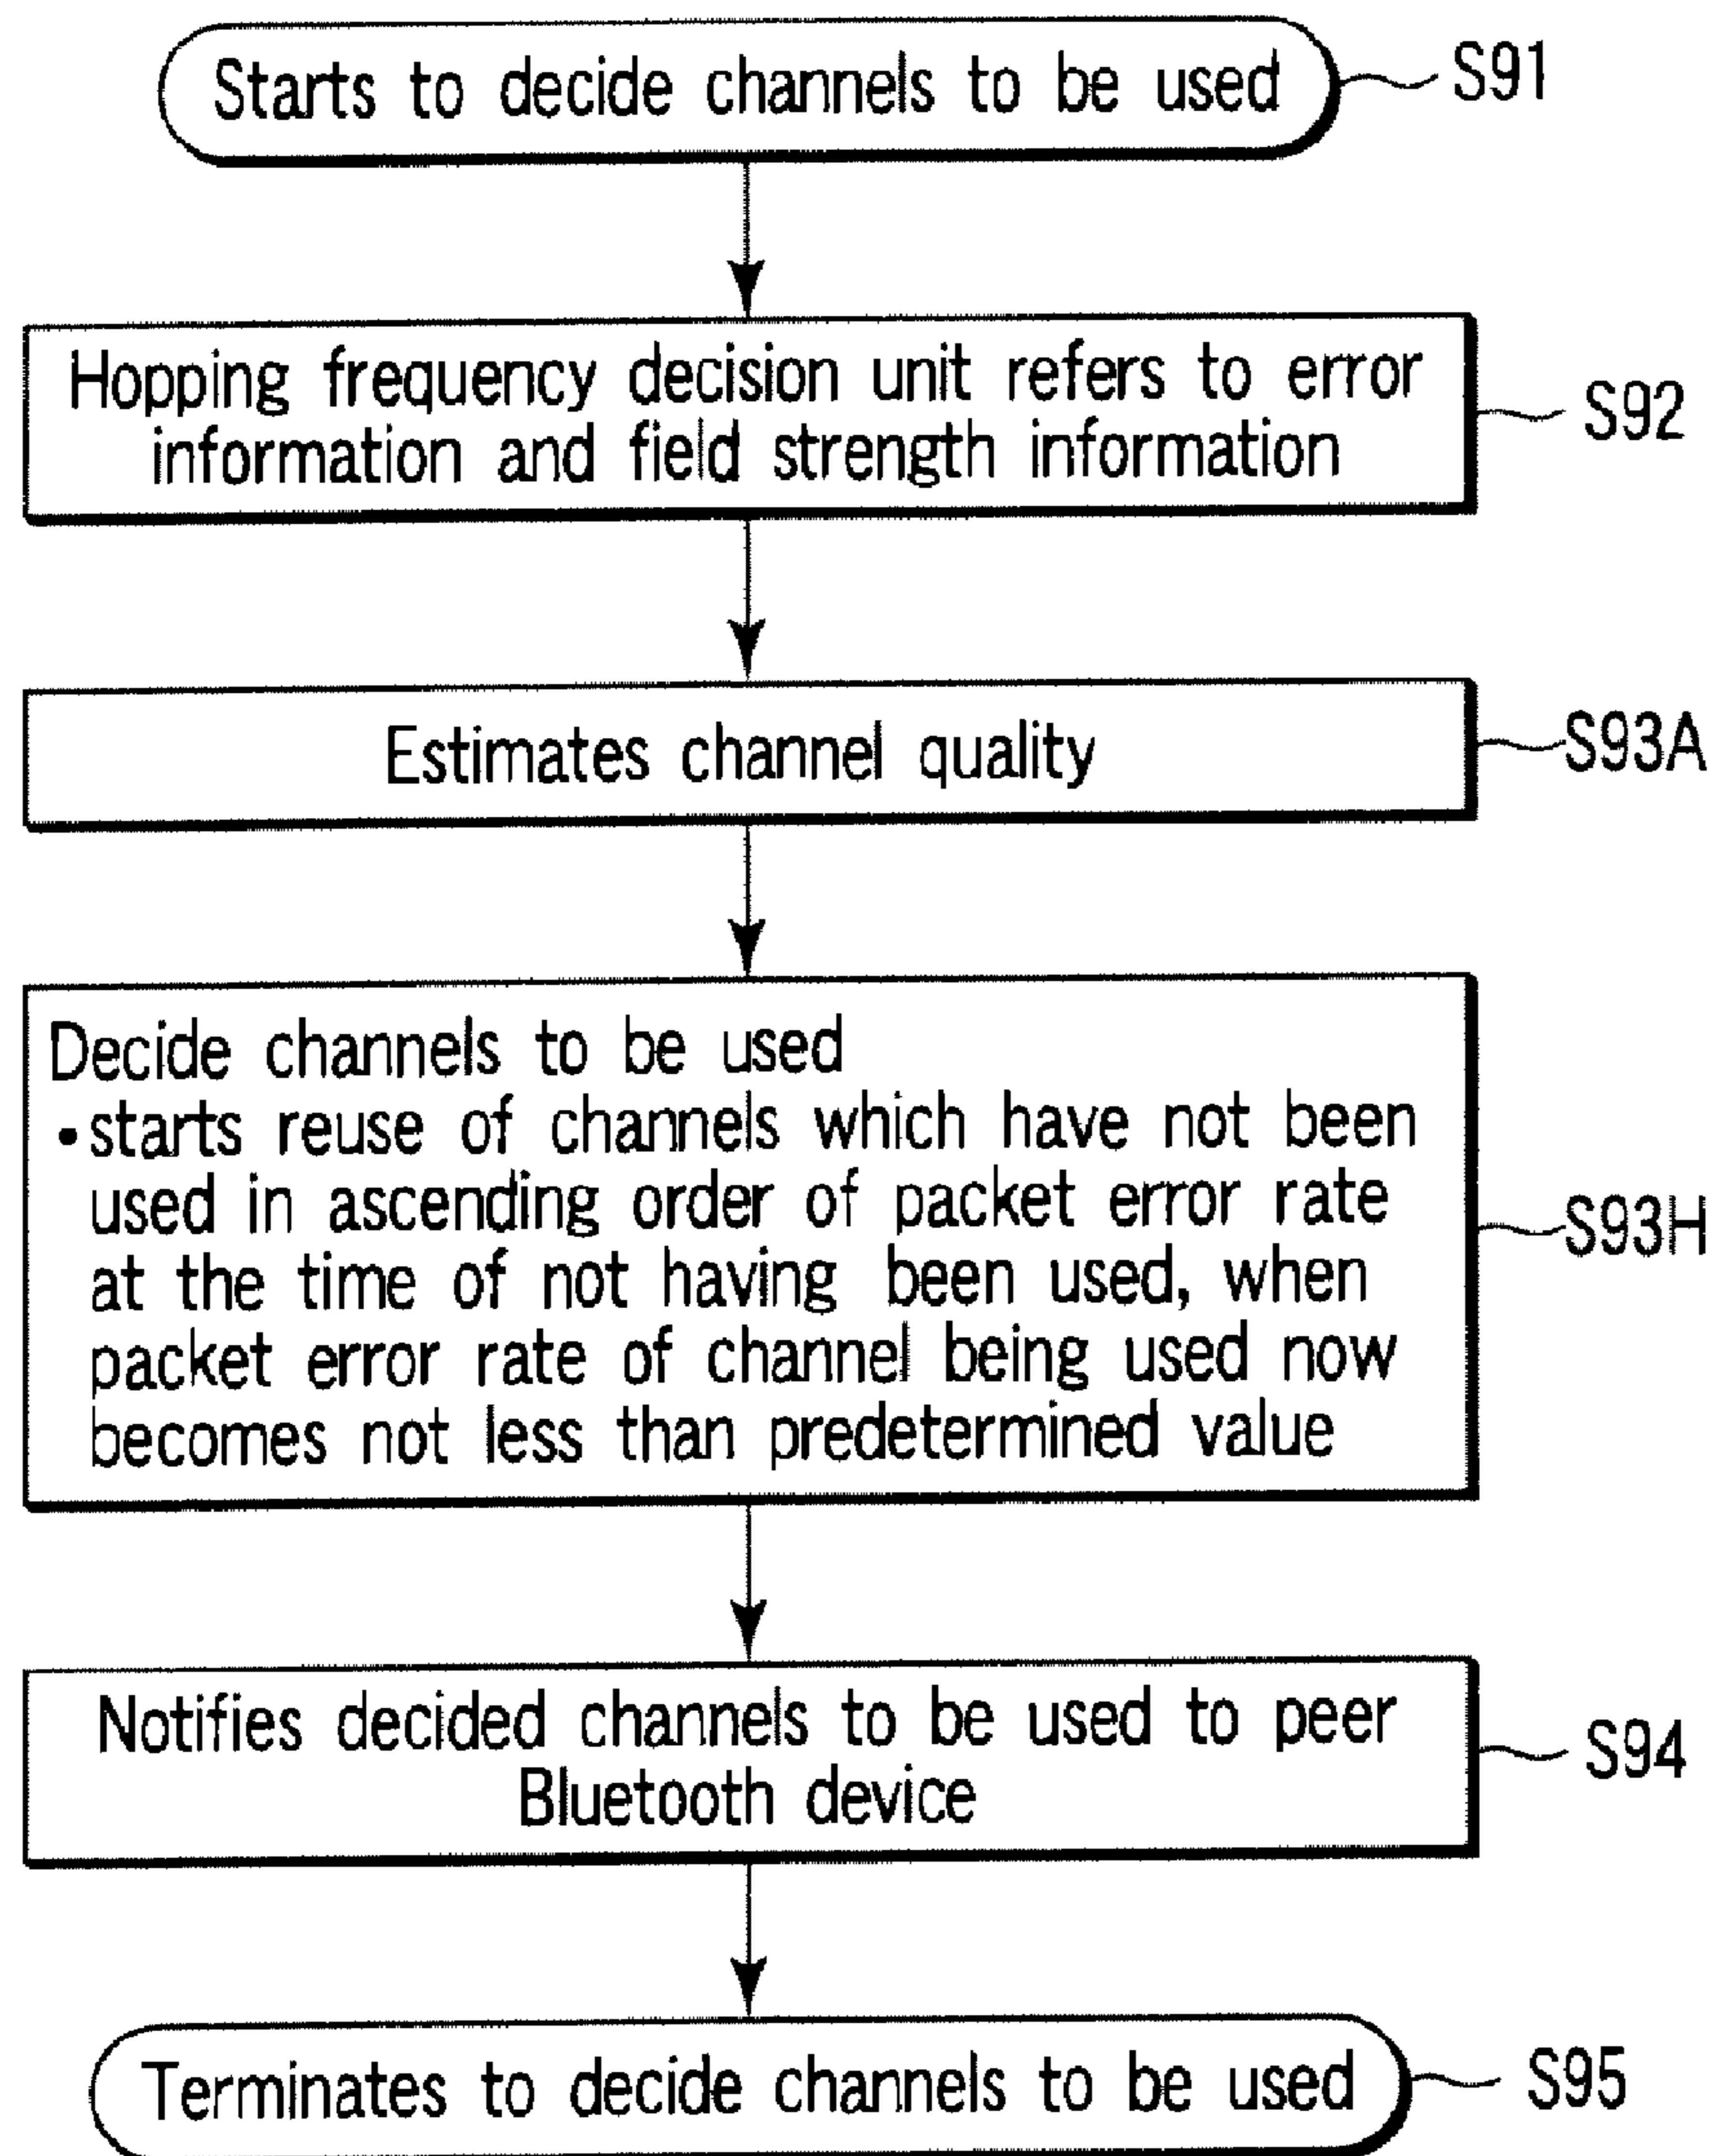 Starts to decide channels to be used
S91
Hopping frequency decision unit refers to error
information and field strength information
S92
Estimates channel quality
S93A
Decide channels to be used
•starts reuse of channels which have not been
used in ascending order of packet error rate
at the time of not having been used, when
packet error rate of channel being used now
becomes not less than predetermined value
S93H
Notifies decided channels to be used to peer
Bluetooth device
S94
Terminates to decide channels to be used
S95